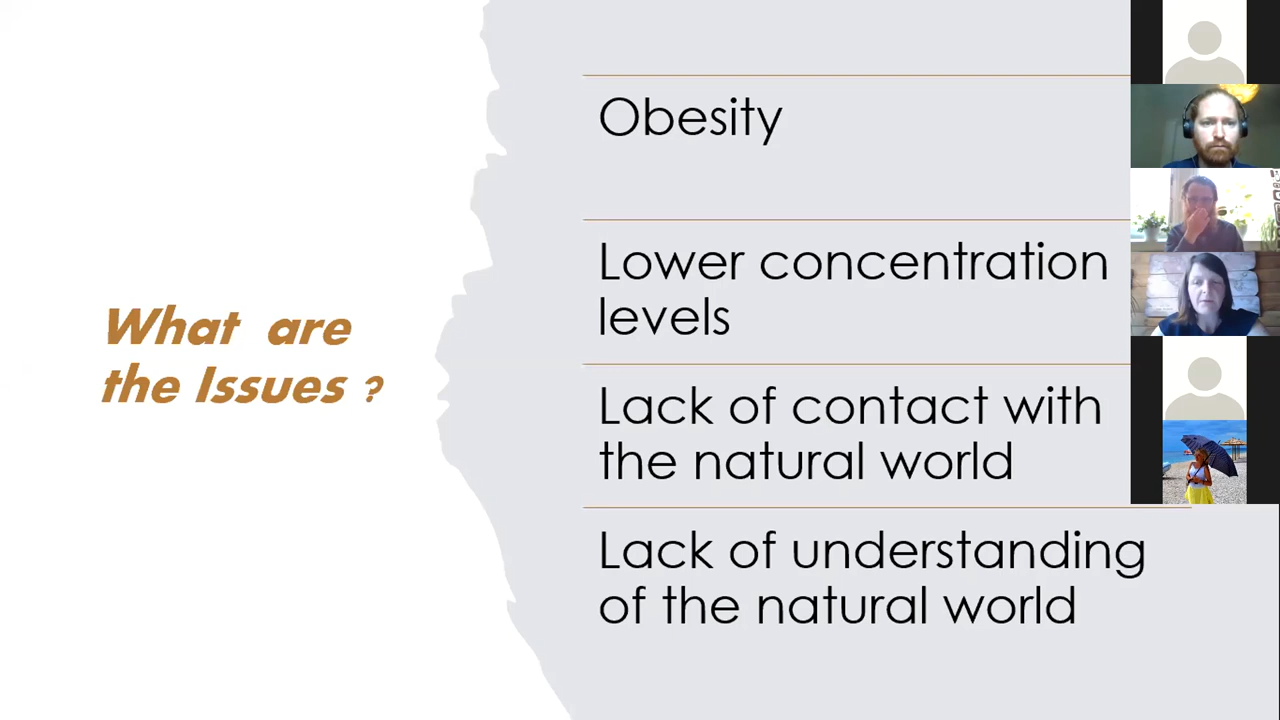 What are
the Issues ?
Obesity
Lower concentration
levels
Lack of contact with
the natural world
Lack of understanding
of the natural world